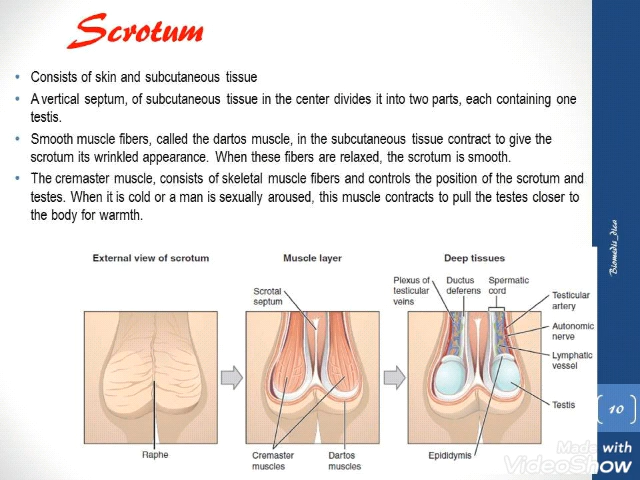 Scrotum
• Consists of skin and subcutaneous tissue
• A vertical septum, of subcutaneous tissue in the center divides it into two parts, each containing one
testis.
• Smooth muscle fibers, called the dartos muscle, in the subcutaneous tissue contract to give the
scrotum its wrinkled appearance. When these fibers are relaxed, the scrotum is smooth.
• The cremaster muscle, consists of skeletal muscle fibers and controls the position of the scrotum and
testes. When it is cold or a man is sexually aroused, this muscle contracts to pull the testes closer to
the body for warmth.
External view of scrotum
Muscle layer
Deep tissues
Scrotal
septum
Plexus of
testicular
veins
Ductus
deferens
Spermatic
cord
Testicular
artery
Autonomic
nerve
Lymphatic
vessel
Testis
Raphe
Cremaster
muscles
Dartos
muscles
Epididymis
10
Made with
VideoShow